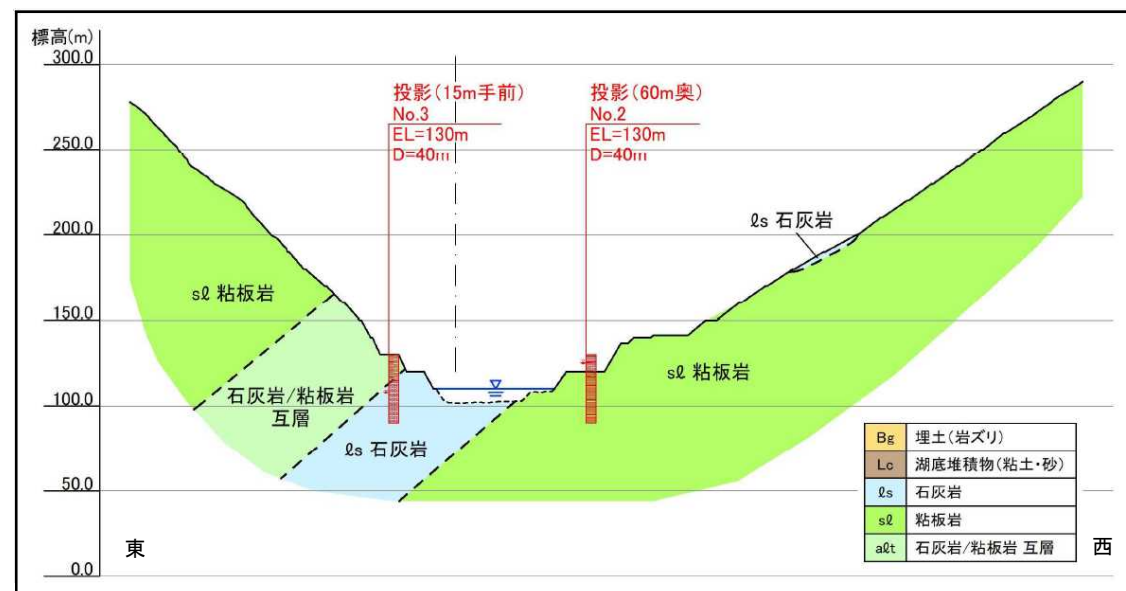 標高(m)
300.0
250.0
200.0
150.0
100.0
50.0
0.0
投影(15m手前)
No.3
EL=130m
D=40m
投影(60m奥)
No.2
EL=130m
D=40m
ℓs 石灰岩
sℓ 粘板岩
石灰岩/粘板岩
互層
ℓs 石灰岩
sℓ 粘板岩
東
西
Bg 埋土(岩ズリ)
Lc 湖底堆積物(粘土・砂)
ℓs 石灰岩
sℓ 粘板岩
aℓt 石灰岩/粘板岩 互層